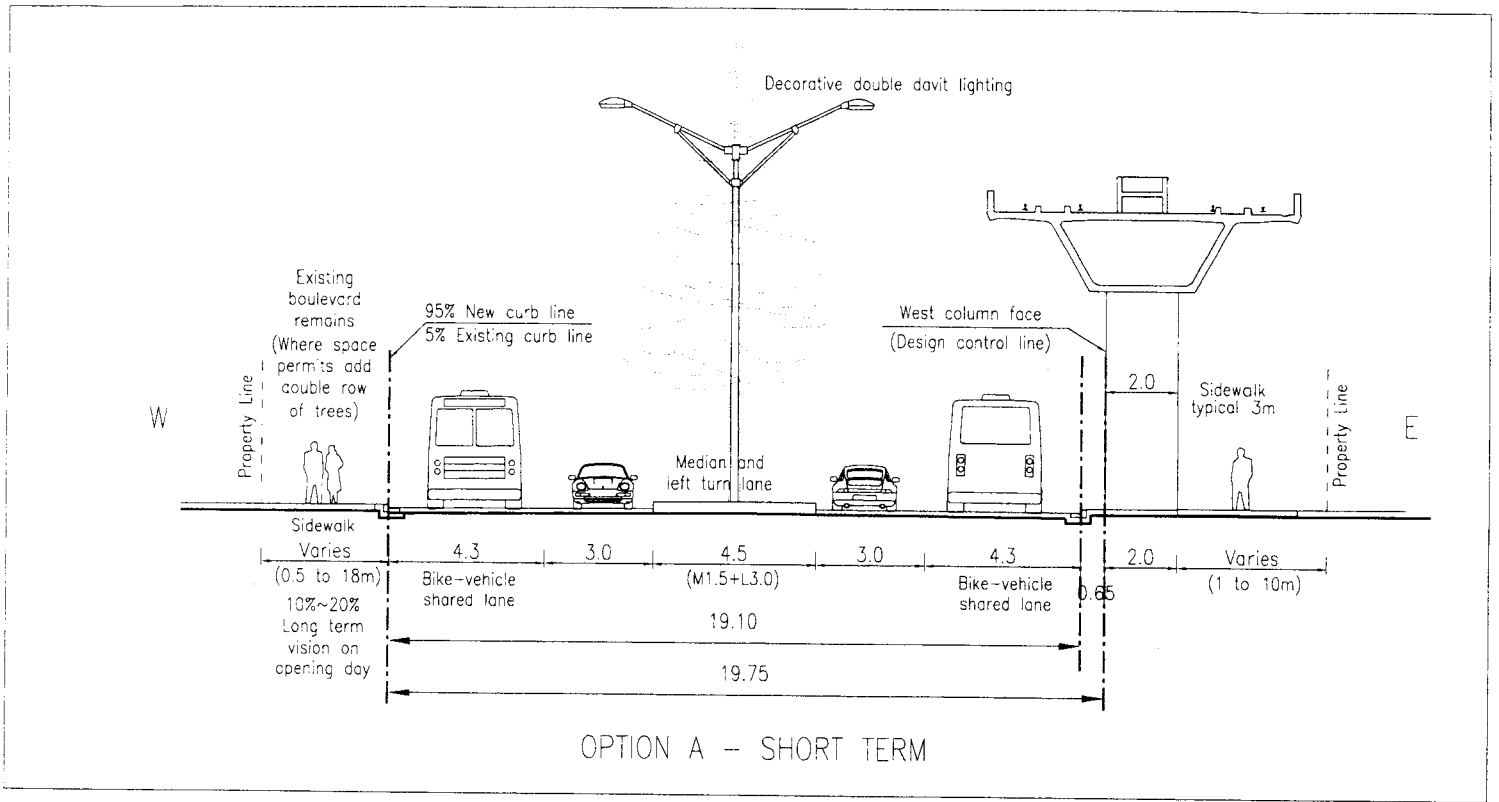 Decorative double davit lighting
Existing
boulevard
remains
(Where space
permits add
couble row
of trees)
95% New curb line
5% Existing curb line
West column face
(Design control line)
2.0
Sidewalk
typical 3m
Property Line
Property Line
W
E
Median and
left turn lane
Sidewalk
Varies
(0.5 to 18m)
10%~20%
Long term
vision on
opening day
4.3
Bike-vehicle
shared lane
3.0
4.5
(M1.5+L3.0)
3.0
4.3
Bike-vehicle
shared lane
0.65
2.0
Varies
(1 to 10m)
19.10
19.75
OPTION A - SHORT TERM